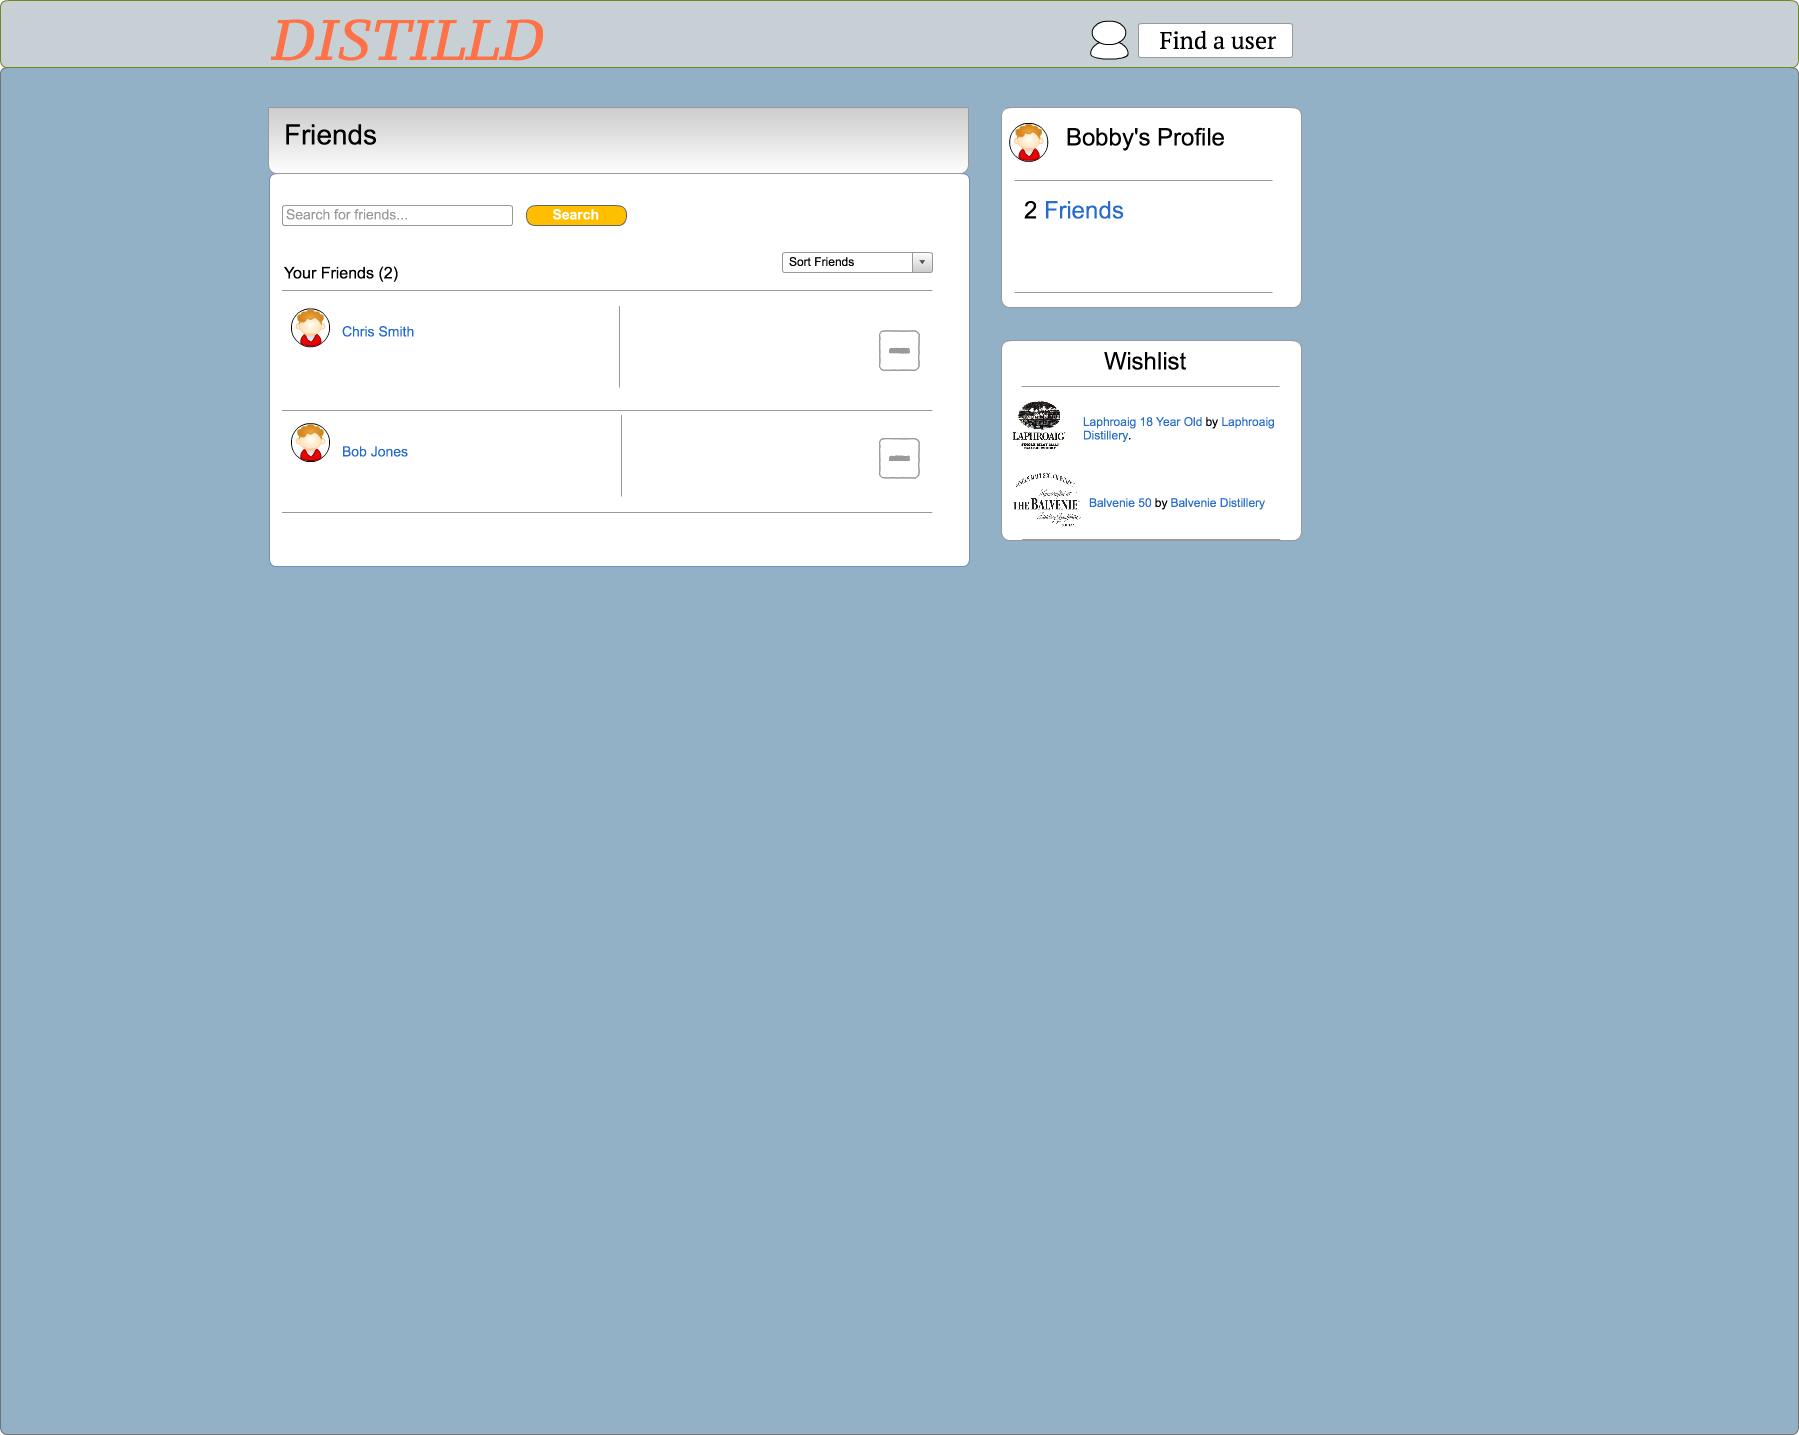 DISTILLD
Find a user
Friends
Search for friends...
Search
Sort Friends
Your Friends (2)
Chris Smith
Bob Jones
Bobby's Profile
2 Friends
Wishlist
LAPHROAIG
Laphroaig 18 Year Old by Laphroaig
Distillery.
THE BALVENIE
Balvenie 50 by Balvenie Distillery